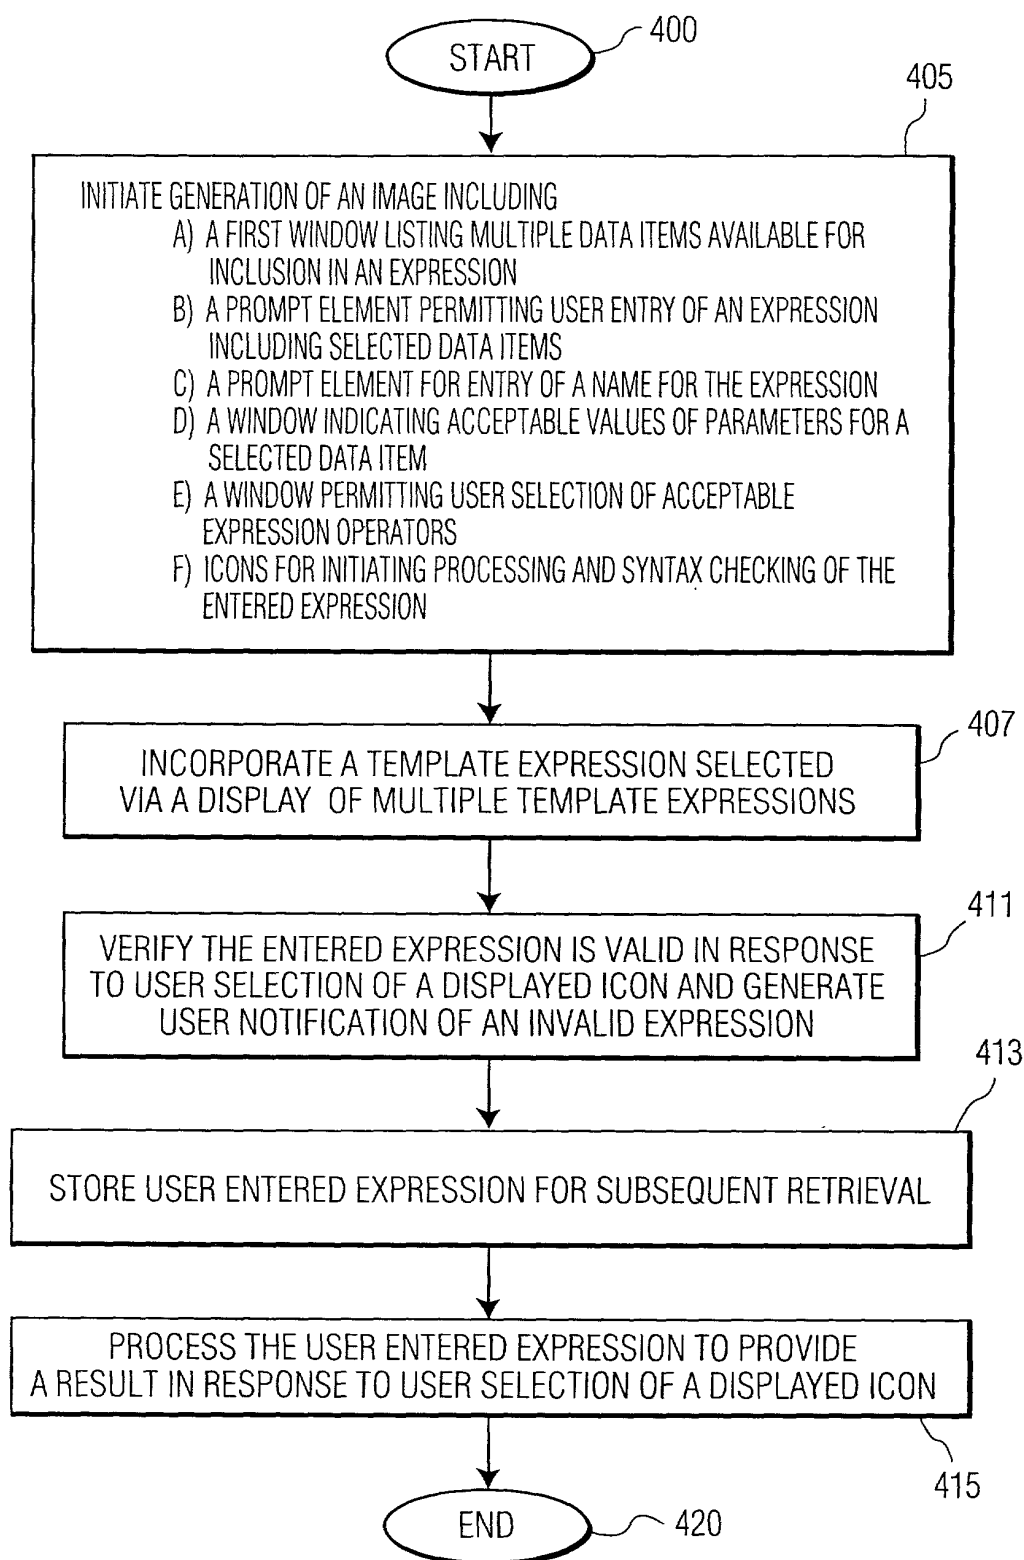 START
400
405
INITIATE GENERATION OF AN IMAGE INCLUDING
A) A FIRST WINDOW LISTING MULTIPLE DATA ITEMS AVAILABLE FOR
INCLUSION IN AN EXPRESSION
B) A PROMPT ELEMENT PERMITTING USER ENTRY OF AN EXPRESSION
INCLUDING SELECTED DATA ITEMS
C) A PROMPT ELEMENT FOR ENTRY OF A NAME FOR THE EXPRESSION
D) A WINDOW INDICATING ACCEPTABLE VALUES OF PARAMETERS FOR A
SELECTED DATA ITEM
E) A WINDOW PERMITTING USER SELECTION OF ACCEPTABLE
EXPRESSION OPERATORS
F) ICONS FOR INITIATING PROCESSING AND SYNTAX CHECKING OF THE
ENTERED EXPRESSION
407
INCORPORATE A TEMPLATE EXPRESSION SELECTED
VIA A DISPLAY OF MULTIPLE TEMPLATE EXPRESSIONS
411
VERIFY THE ENTERED EXPRESSION IS VALID IN RESPONSE
TO USER SELECTION OF A DISPLAYED ICON AND GENERATE
USER NOTIFICATION OF AN INVALID EXPRESSION
413
STORE USER ENTERED EXPRESSION FOR SUBSEQUENT RETRIEVAL
PROCESS THE USER ENTERED EXPRESSION TO PROVIDE
A RESULT IN RESPONSE TO USER SELECTION OF A DISPLAYED ICON
415
END
420